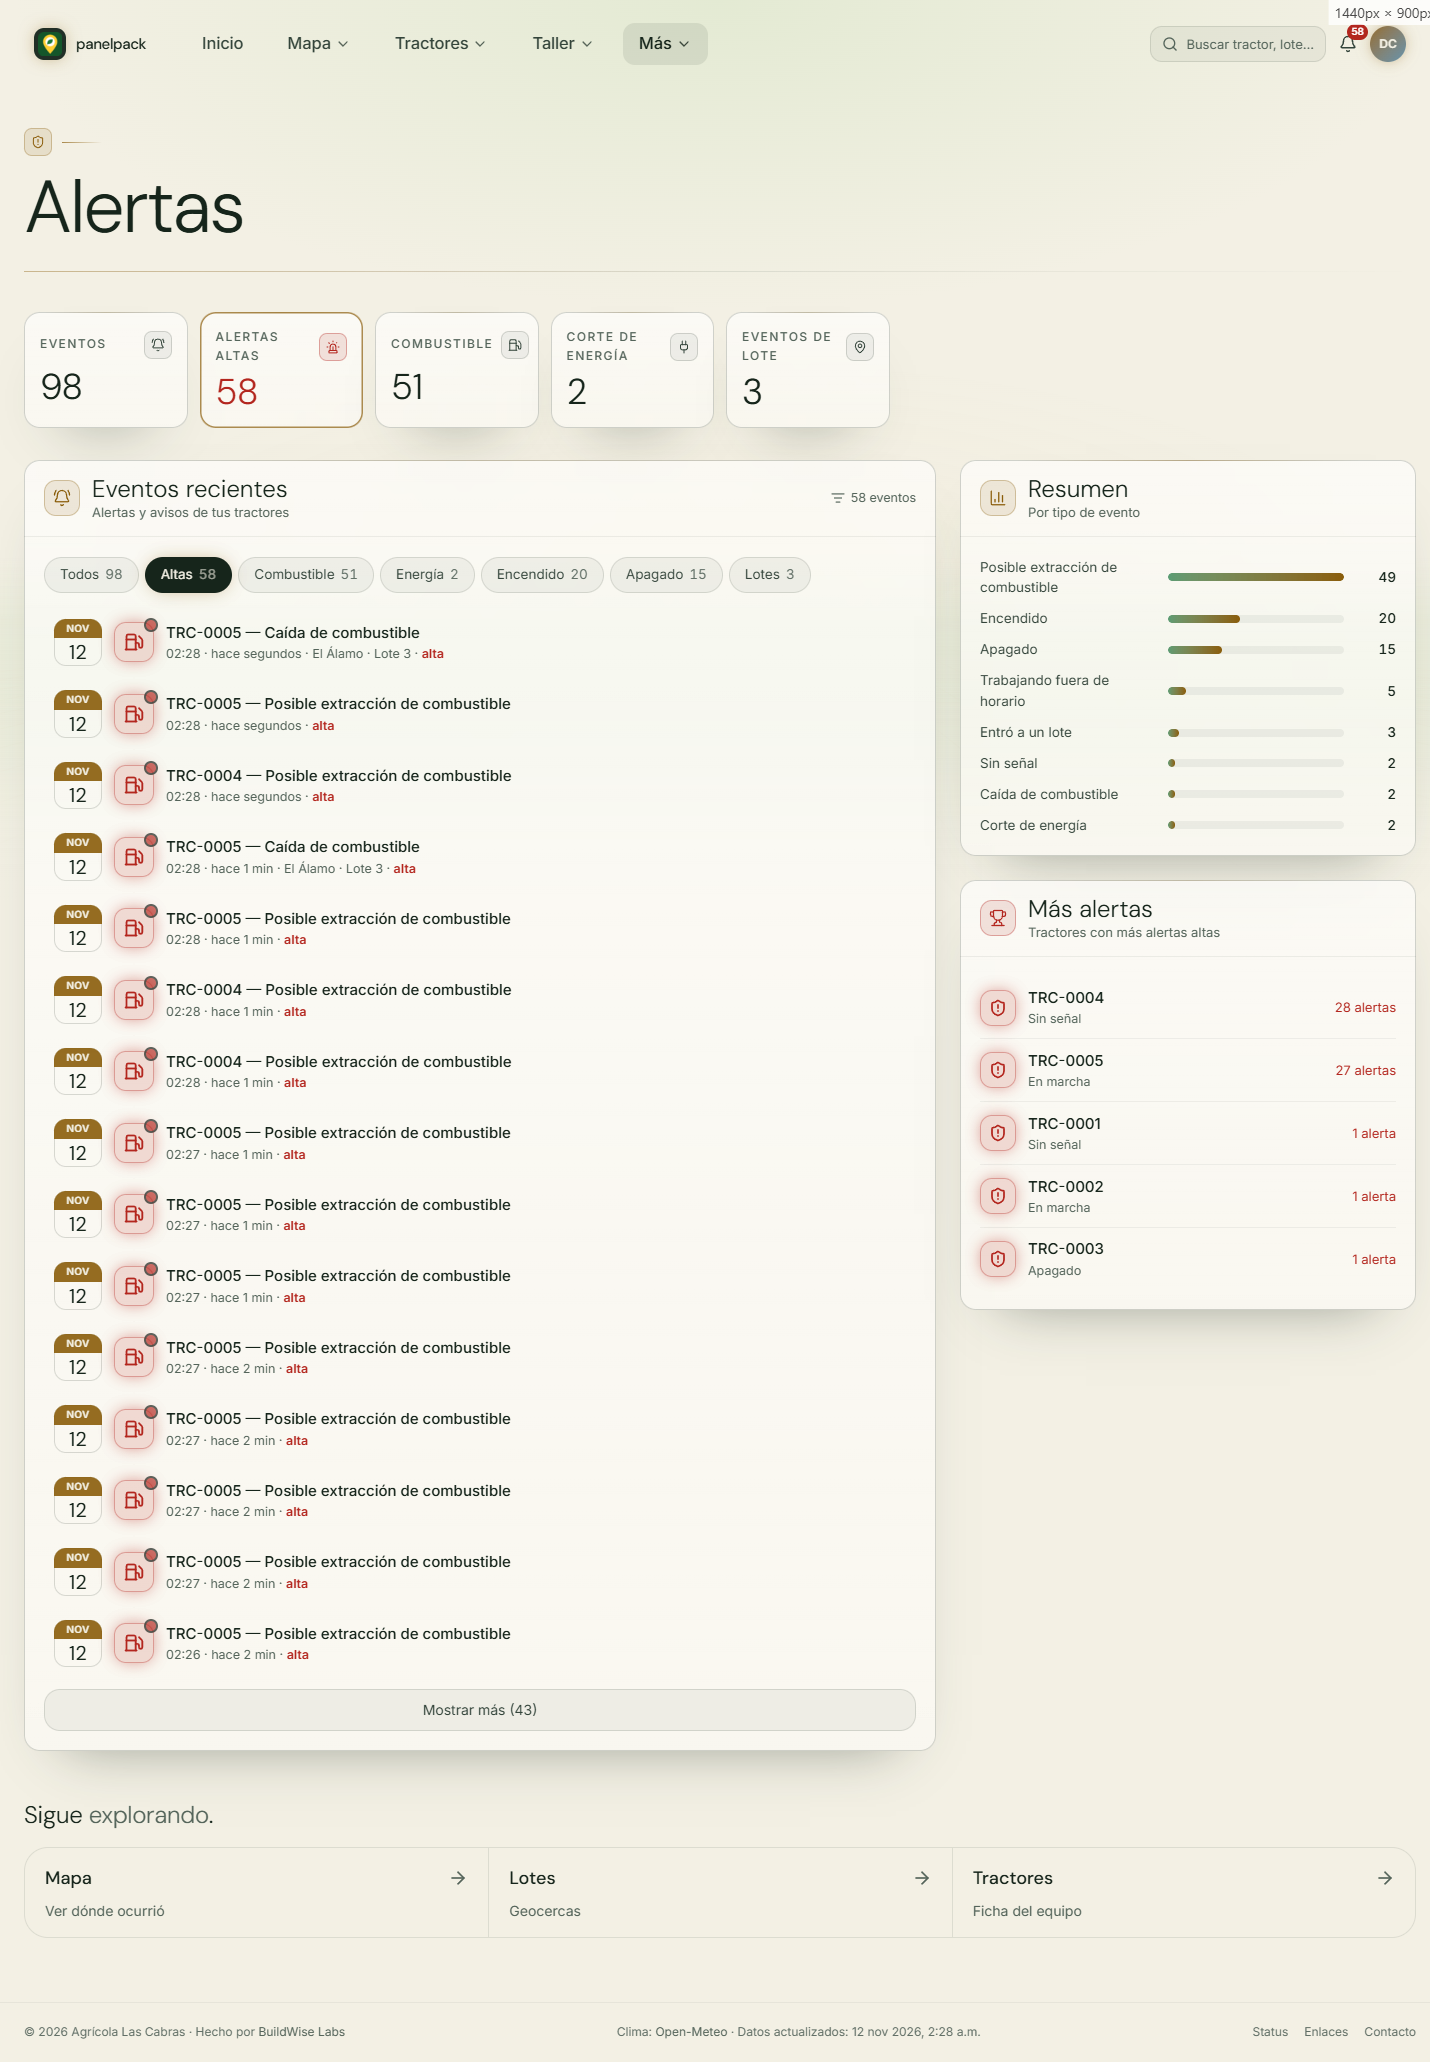 1440px × 900px
panelpack
Inicio
Mapa
Tractores
Taller
Más
Buscar tractor, lote...
58
DC
Alertas
EVENTOS
98
ALERTAS
ALTAS
58
COMBUSTIBLE
51
CORTE DE
ENERGÍA
2
EVENTOS DE
LOTE
3
Eventos recientes
Alertas y avisos de tus tractores
58 eventos
Todos 98
Altas 58
Combustible 51
Energía 2
Encendido 20
Apagado 15
Lotes 3
NOV
12
TRC-0005 — Caída de combustible
02:28 · hace segundos · El Álamo · Lote 3 · alta
NOV
12
TRC-0005 — Posible extracción de combustible
02:28 · hace segundos · alta
NOV
12
TRC-0004 — Posible extracción de combustible
02:28 · hace segundos · alta
NOV
12
TRC-0005 — Caída de combustible
02:28 · hace 1 min · El Álamo · Lote 3 · alta
NOV
12
TRC-0005 — Posible extracción de combustible
02:28 · hace 1 min · alta
NOV
12
TRC-0004 — Posible extracción de combustible
02:28 · hace 1 min · alta
NOV
12
TRC-0004 — Posible extracción de combustible
02:28 · hace 1 min · alta
NOV
12
TRC-0005 — Posible extracción de combustible
02:27 · hace 1 min · alta
NOV
12
TRC-0005 — Posible extracción de combustible
02:27 · hace 1 min · alta
NOV
12
TRC-0005 — Posible extracción de combustible
02:27 · hace 1 min · alta
NOV
12
TRC-0005 — Posible extracción de combustible
02:27 · hace 2 min · alta
NOV
12
TRC-0005 — Posible extracción de combustible
02:27 · hace 2 min · alta
NOV
12
TRC-0005 — Posible extracción de combustible
02:27 · hace 2 min · alta
NOV
12
TRC-0005 — Posible extracción de combustible
02:27 · hace 2 min · alta
NOV
12
TRC-0005 — Posible extracción de combustible
02:26 · hace 2 min · alta
Mostrar más (43)
Resumen
Por tipo de evento
Posible extracción de
combustible
49
Encendido
20
Apagado
15
Trabajando fuera de
horario
5
Entró a un lote
3
Sin señal
2
Caída de combustible
2
Corte de energía
2
Más alertas
Tractores con más alertas altas
TRC-0004
Sin señal
28 alertas
TRC-0005
En marcha
27 alertas
TRC-0001
Sin señal
1 alerta
TRC-0002
En marcha
1 alerta
TRC-0003
Apagado
1 alerta
Sigue explorando.
Mapa
Ver dónde ocurrió
Lotes
Geocercas
Tractores
Ficha del equipo
© 2026 Agrícola Las Cabras · Hecho por BuildWise Labs
Clima: Open-Meteo · Datos actualizados: 12 nov 2026, 2:28 a.m.
Status
Enlaces
Contacto